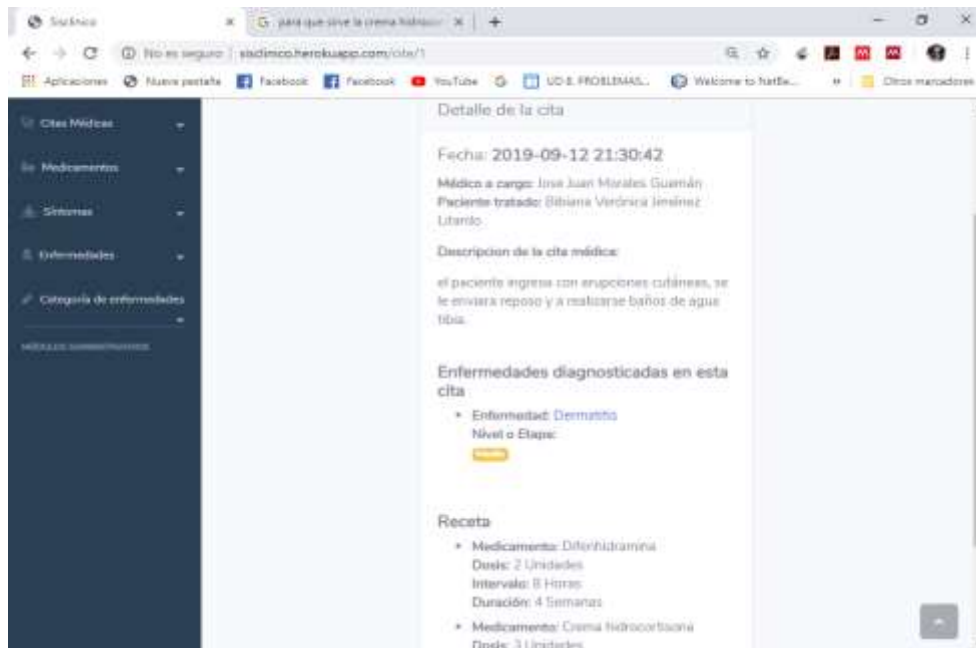 Sisclinico
para que sirve la crema hidrocor
No es seguro | sisclinico.herokuapp.com/cita/1
Aplicaciones
Nueva pestaña
Facebook
Facebook
YouTube
UD 8. PROBLEMAS...
Welcome to NetBe...
Otros marcadores
Citas Médicas
Medicamentos
Síntomas
Enfermedades
Categoría de enfermedades
MÓDULOS ADMINISTRATIVOS
Detalle de la cita
Fecha: 2019-09-12 21:30:42
Médico a cargo: Jose Juan Morales Guamán
Paciente tratado: Bibiana Verónica Jiménez
Descripcion de la cita médica:
el paciente ingresa con erupciones cutáneas, se
le enviara reposo y a realizarse baños de agua
tibia.
Enfermedades diagnosticadas en esta
cita
Enfermedad: Dermatitis
Nivel o Etapa:
Receta
Medicamento: Difenhidramina
Dosis: 2 Unidades
Intervalo: 8 Horas
Duración: 4 Semanas
Medicamento: Crema hidrocortisona
Dosis: 3 Unidades